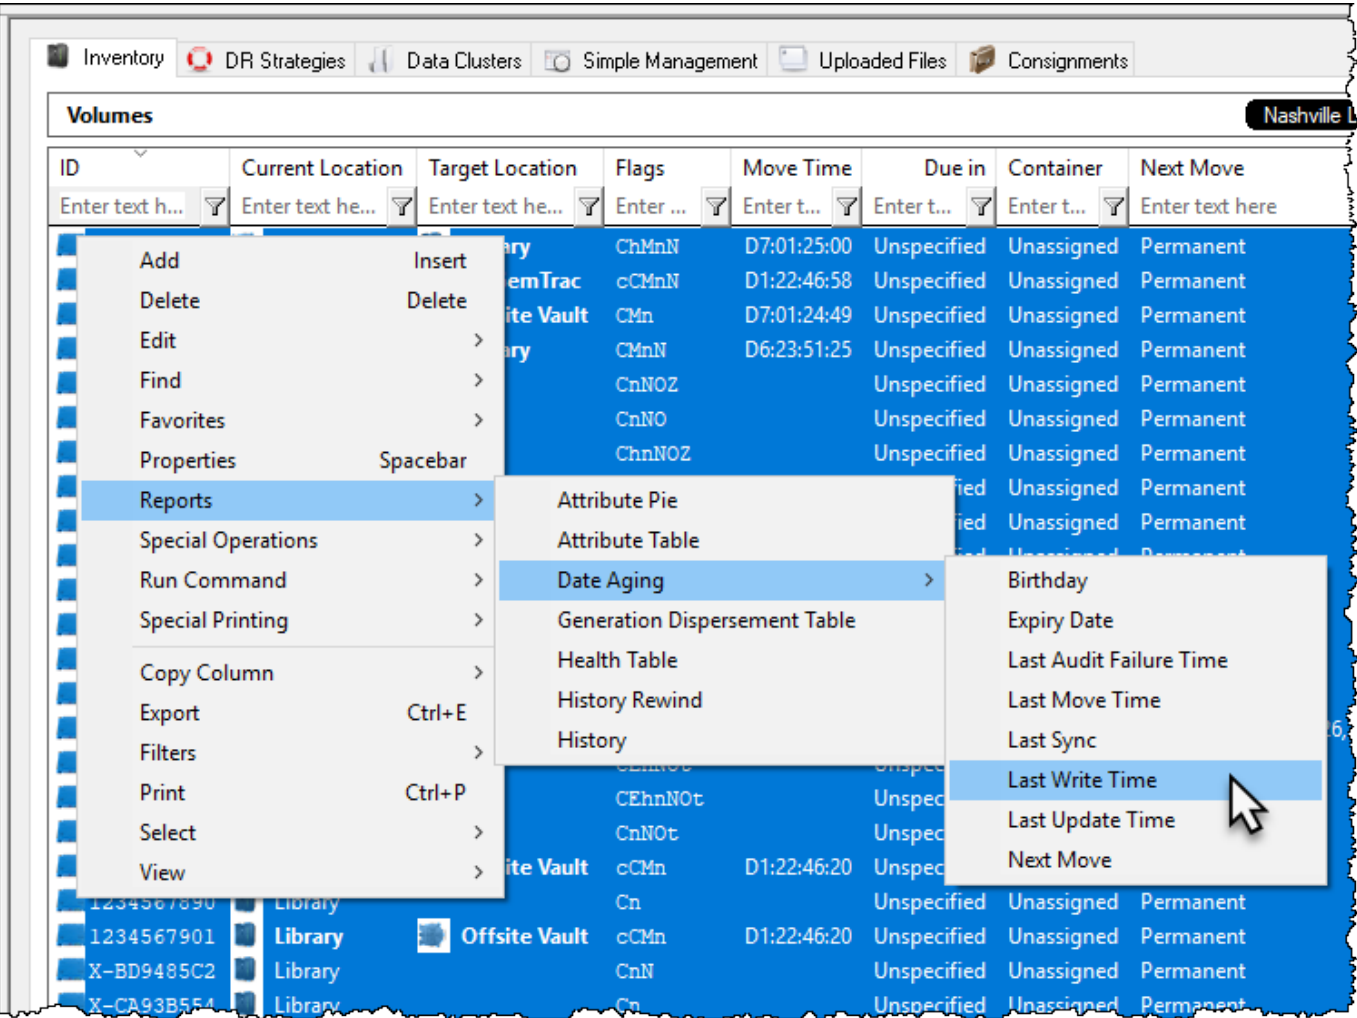 Inventory DR Strategies Data Clusters Simple Management Uploaded Files Consignments
Volumes Nashville
ID Current Location Target Location Flags Move Time Due in Container Next Move
Enter text h... Enter text he... Enter text he... Enter ... Enter t... Enter t... Enter t... Enter text here
ChMnN D7:01:25:00 Unspecified Unassigned Permanent
Add Insert
cCMnN D1:22:46:58 Unspecified Unassigned Permanent
Delete Delete
Vault CMn D7:01:24:49 Unspecified Unassigned Permanent
Edit
CMnN D6:23:51:25 Unspecified Unassigned Permanent
Find
CnNOZ Unspecified Unassigned Permanent
Favorites
CnNO Unspecified Unassigned Permanent
Properties Spacebar
ChnNOZ Unspecified Unassigned Permanent
Reports
Unassigned Permanent
Special Operations
Unassigned Permanent
Run Command
Special Printing
Copy Column
Export Ctrl+E
Filters
Print Ctrl+P
Select
View
Attribute Pie
Attribute Table
Date Aging
Generation Dispersement Table
Health Table
History Rewind
History
Birthday
Expiry Date
Last Audit Failure Time
Last Move Time
Last Sync
Last Write Time
Last Update Time
Next Move
CEhnNOt
CnNOt
Vault cCMn D1:22:46:20
1234567890 Library Cn Unspecified Unassigned Permanent
1234567901 Library Offsite Vault cCMn D1:22:46:20 Unspecified Unassigned Permanent
X-BD9485C2 Library CnN Unspecified Unassigned Permanent
X-CA93B554 Library Cn Unspecified Unassigned Permanent